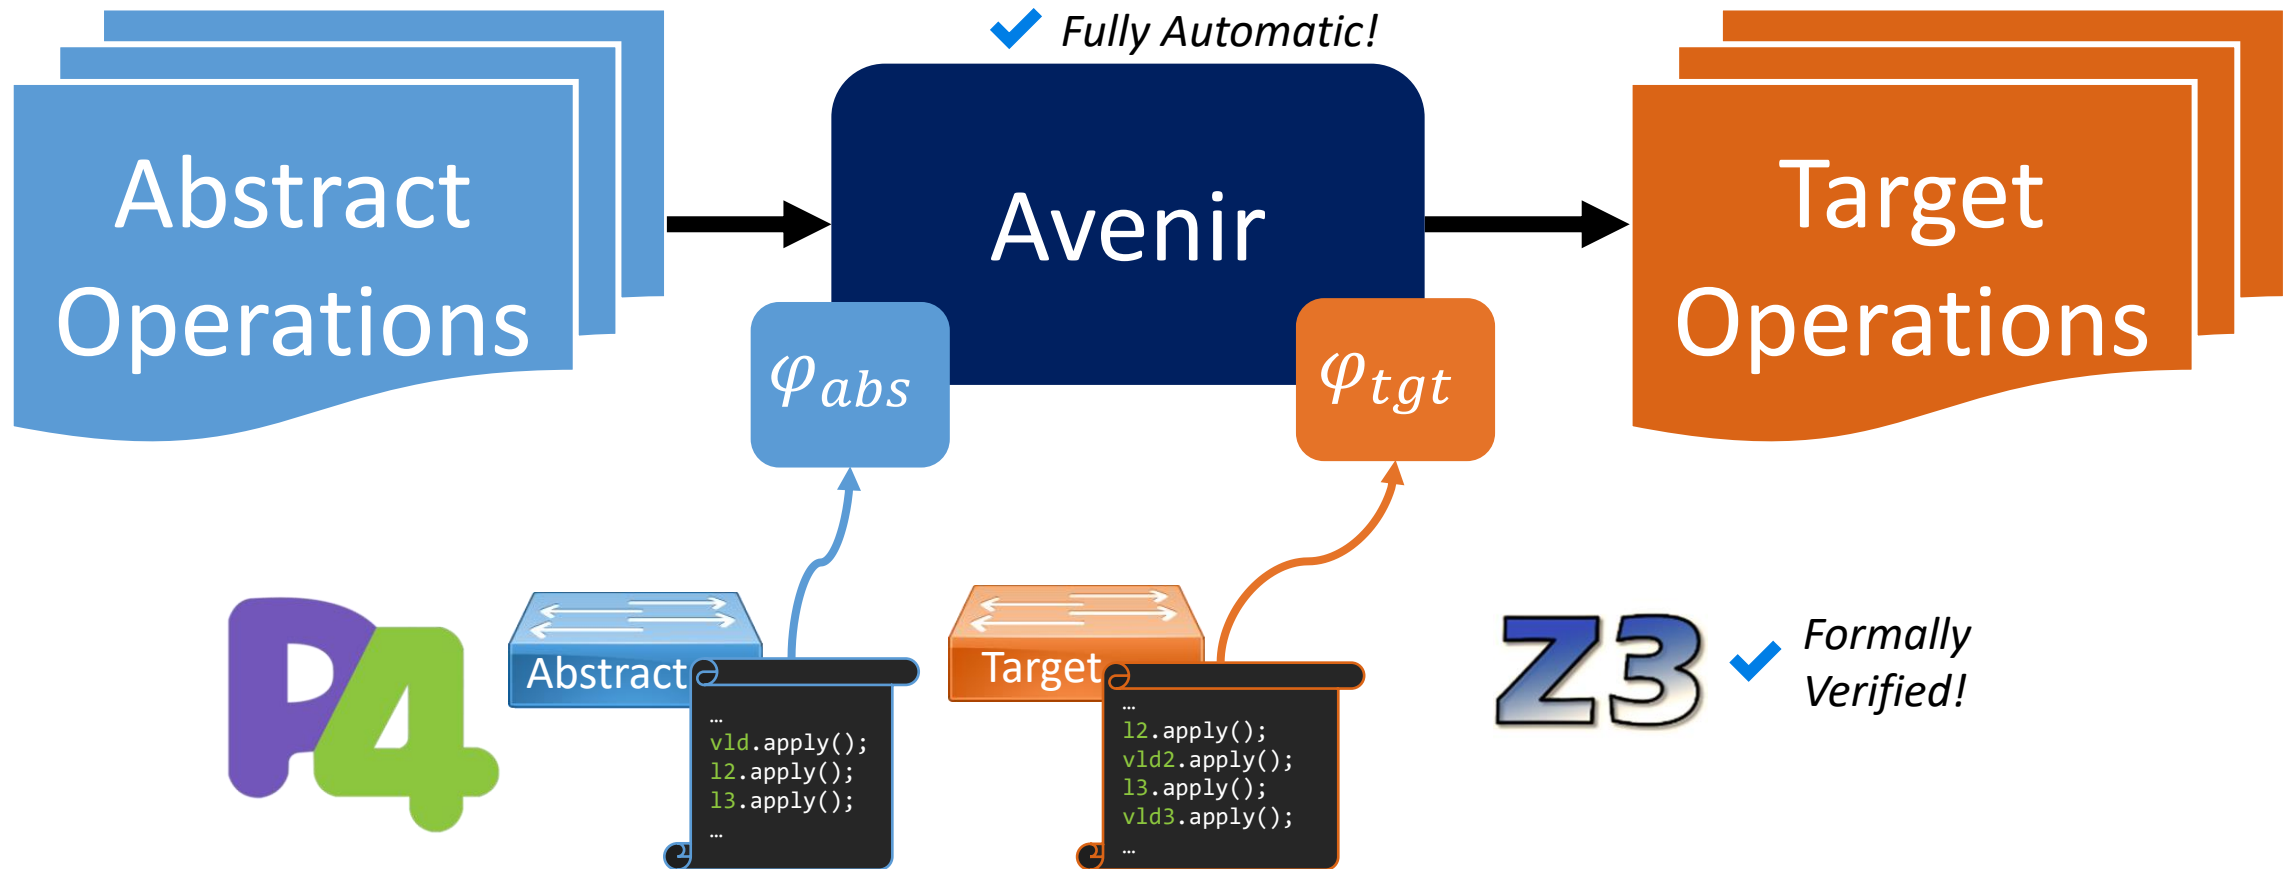 Fully Automatic!
Abstract
Operations
Avenir
Target
Operations
φabs
φtgt
P4
Abstract
…
vld.apply();
l2.apply();
l3.apply();
…
Target
…
l2.apply();
vld2.apply();
l3.apply();
vld3.apply();
…
Z3
Formally
Verified!